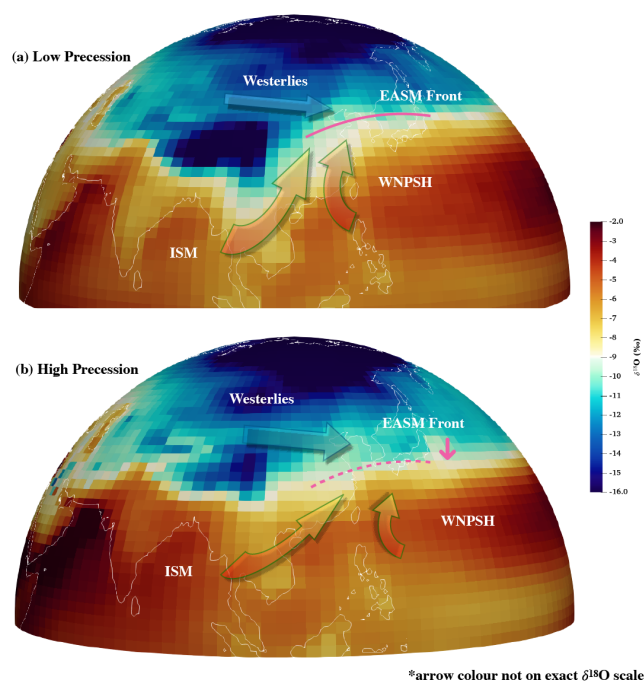 (a) Low Precession
Westerlies
EASM Front
WNPSH
ISM
-2.0
-3
-4
-5
-6
-7
-8
-9
-10
-11
-12
-13
-14
-15
-16.0
δ¹⁸O (‰)
(b) High Precession
Westerlies
EASM Front
WNPSH
ISM
*arrow colour not on exact δ¹⁸O scale